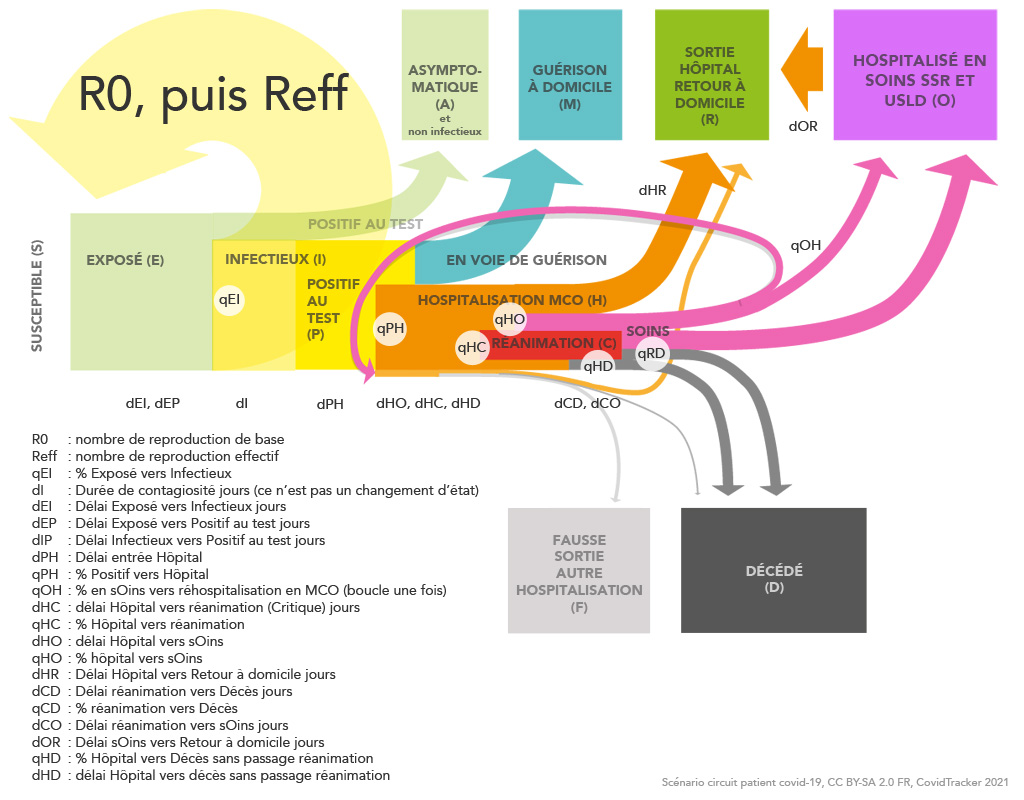 R0, puis Reff
ASYMPTO-
MATIQUE
(A)
et
non infectieux
GUÉRISON
À DOMICILE
(M)
SORTIE
HÔPITAL
RETOUR À
DOMICILE
(R)
dOR
HOSPITALISÉ EN
SOINS SSR ET
USLD (O)
SUSCEPTIBLE (S)
EXPOSÉ (E)
POSITIF AU TEST
INFECTIEUX (I)
qEI
POSITIF
AU
TEST
(P)
EN VOIE DE GUÉRISON
dHR
qOH
HOSPITALISATION MCO (H)
qPH
qHO
qHC
RÉANIMATION (C)
SOINS
qHD
qRD
dEI, dEP
dI
dPH
dHO, dHC, dHD
dCD, dCO
R0 : nombre de reproduction de base
Reff : nombre de reproduction effectif
qEI : % Exposé vers Infectieux
dI : Durée de contagiosité jours (ce n'est pas un changement d'état)
dEI : Délai Exposé vers Infectieux jours
dEP : Délai Exposé vers Positif au test jours
dIP : Délai Infectieux vers Positif au test jours
dPH : Délai entrée Hôpital
qPH : % Positif vers Hôpital
qOH : % en sOins vers réhospitalisation en MCO (boucle une fois)
dHC : délai Hôpital vers réanimation (Critique) jours
qHC : % Hôpital vers réanimation
dHO : délai Hôpital vers sOins
qHO : % hôpital vers sOins
dHR : Délai Hôpital vers Retour à domicile jours
dCD : Délai réanimation vers Décès jours
qCD : % réanimation vers Décès
dCO : Délai réanimation vers sOins jours
dOR : Délai sOins vers Retour à domicile jours
qHD : % Hôpital vers Décès sans passage réanimation
dHD : délai Hôpital vers décès sans passage réanimation
FAUSSE
SORTIE
AUTRE
HOSPITALISATION
(F)
DÉCÉDÉ
(D)
Scénario circuit patient covid-19, CC BY-SA 2.0 FR, CovidTracker 2021